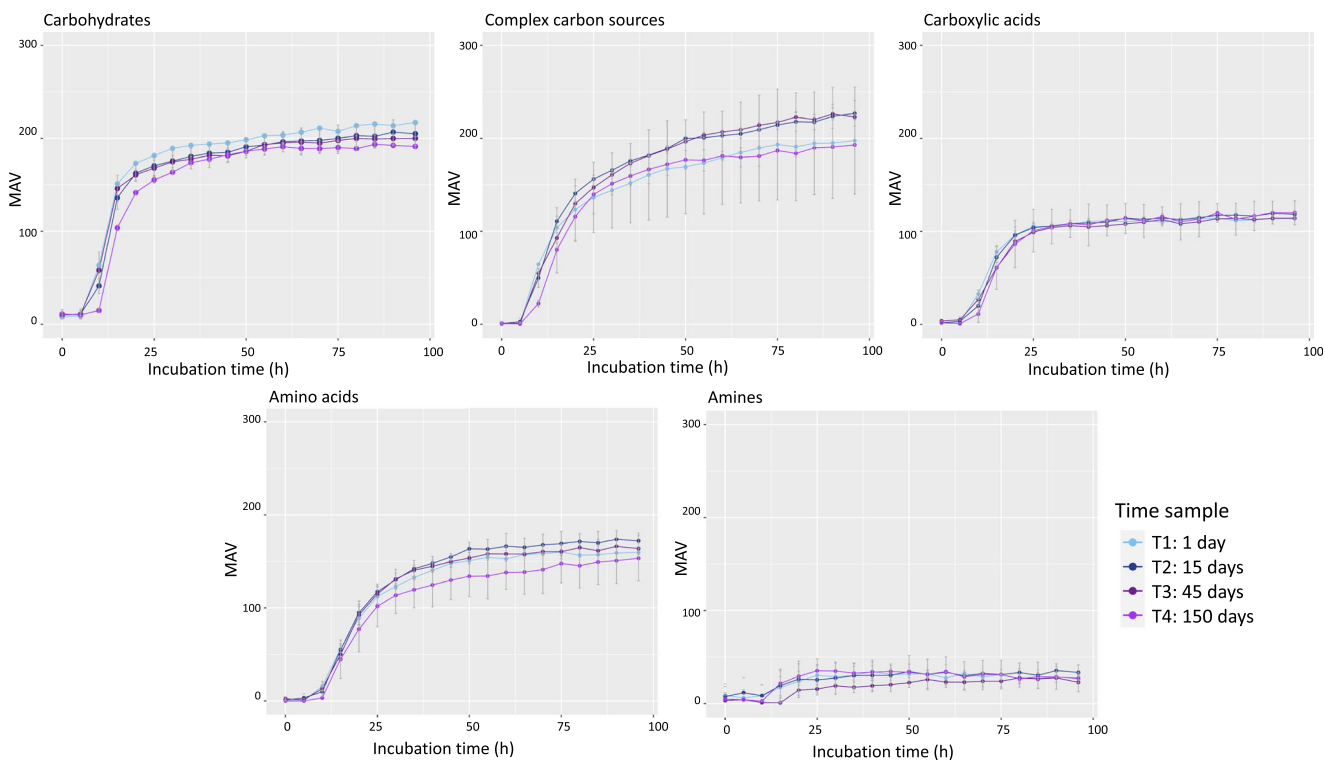 Carbohydrates
300
200
100
0
MAV
0 25 50 75 100
Incubation time (h)
Complex carbon sources
300
200
100
0
MAV
0 25 50 75 100
Incubation time (h)
Carboxylic acids
300
200
100
0
0 25 50 75 100
Incubation time (h)
Amino acids
300
200
100
0
MAV
0 25 50 75 100
Incubation time (h)
Amines
300
200
100
0
MAV
0 25 50 75 100
Incubation time (h)
Time sample
T1: 1 day
T2: 15 days
T3: 45 days
T4: 150 days